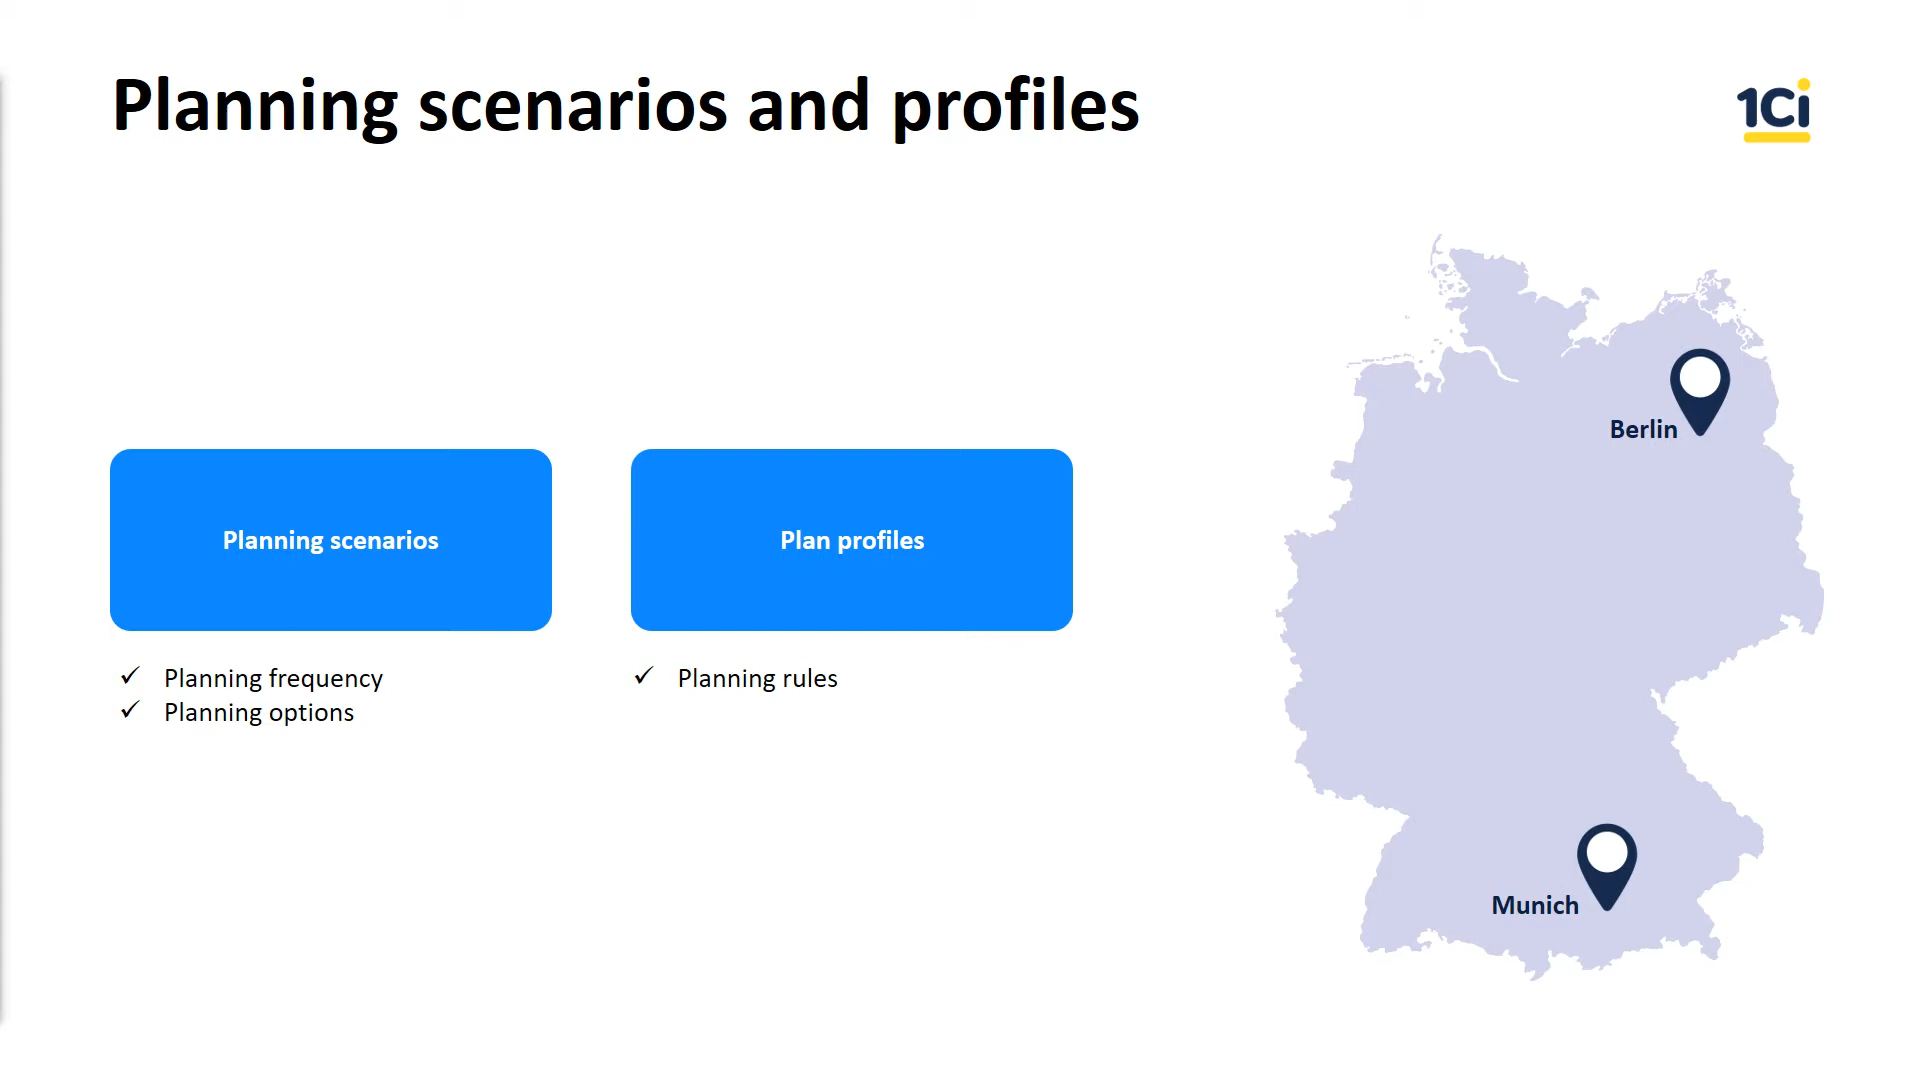 Planning scenarios and profiles
1Ci
Planning scenarios
Plan profiles
✓ Planning frequency
✓ Planning options
✓ Planning rules
Berlin
Munich